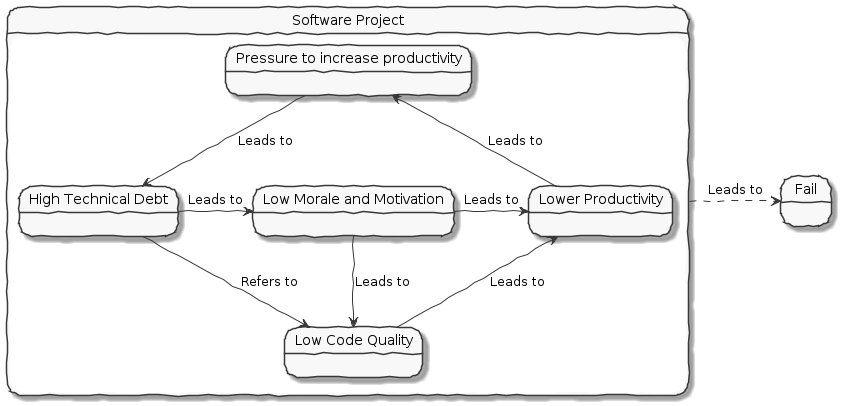 Software Project
Pressure to increase productivity
Leads to
Leads to
High Technical Debt
Leads to
Low Morale and Motivation
Leads to
Lower Productivity
Leads to
Fail
Refers to
Leads to
Leads to
Low Code Quality